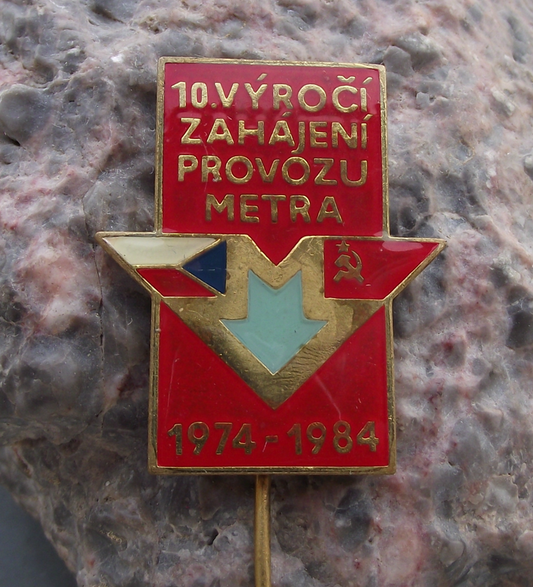 10.VÝROČÍ
ZAHÁJENÍ
PROVOZU
METRA
1974-1984